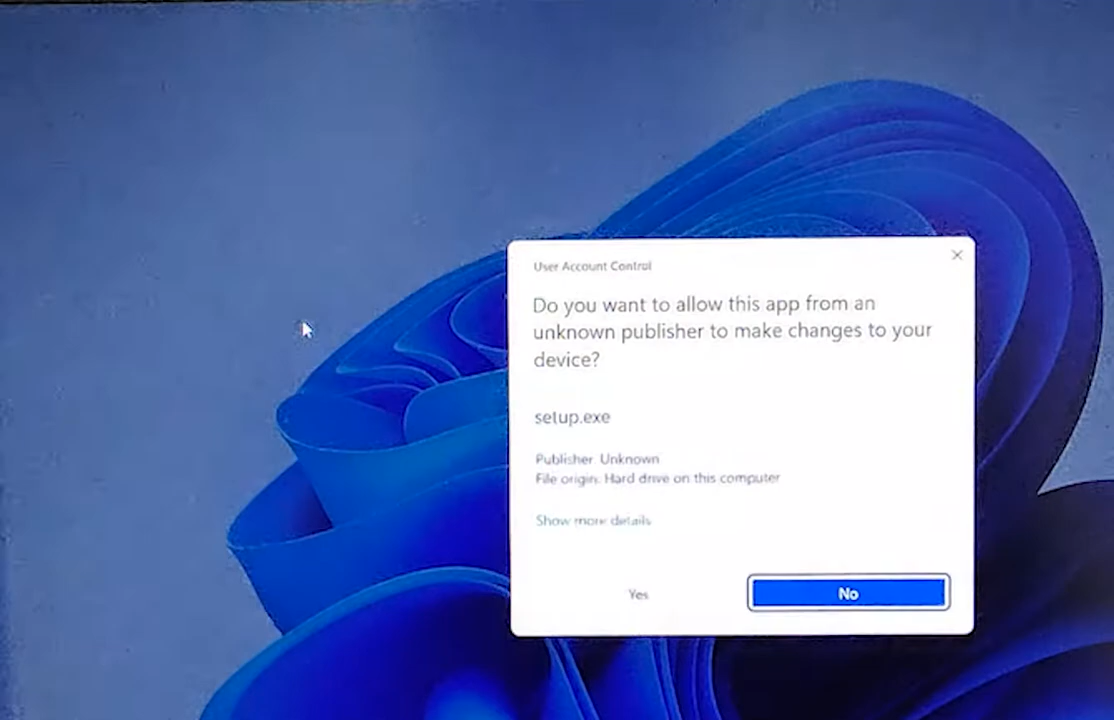 User Account Control
Do you want to allow this app from an
unknown publisher to make changes to your
device?
setup.exe
Publisher: Unknown
File origin: Hard drive on this computer
Show more details
Yes
No